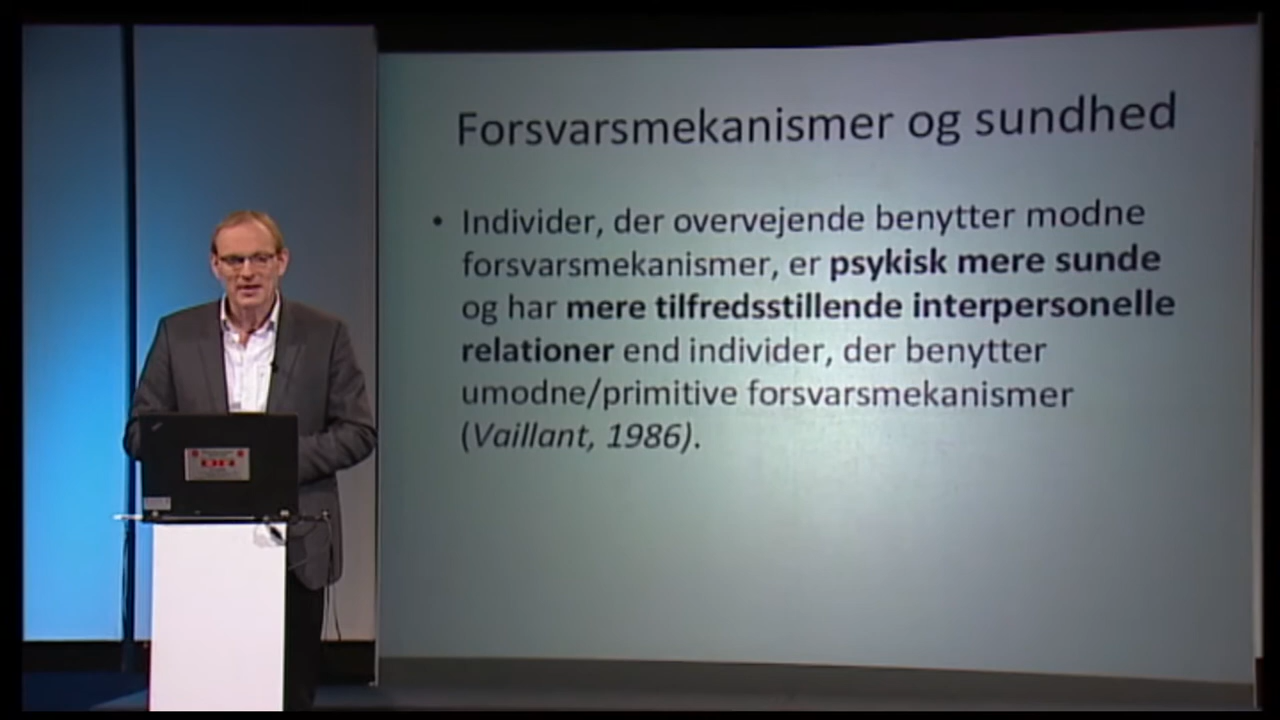 Forsvarsmekanismer og sundhed
• Individer, der overvejende benytter modne
forsvarsmekanismer, er psykisk mere sunde
og har mere tilfredsstillende interpersonelle
relationer end individer, der benytter
umodne/primitive forsvarsmekanismer
(Vaillant, 1986).